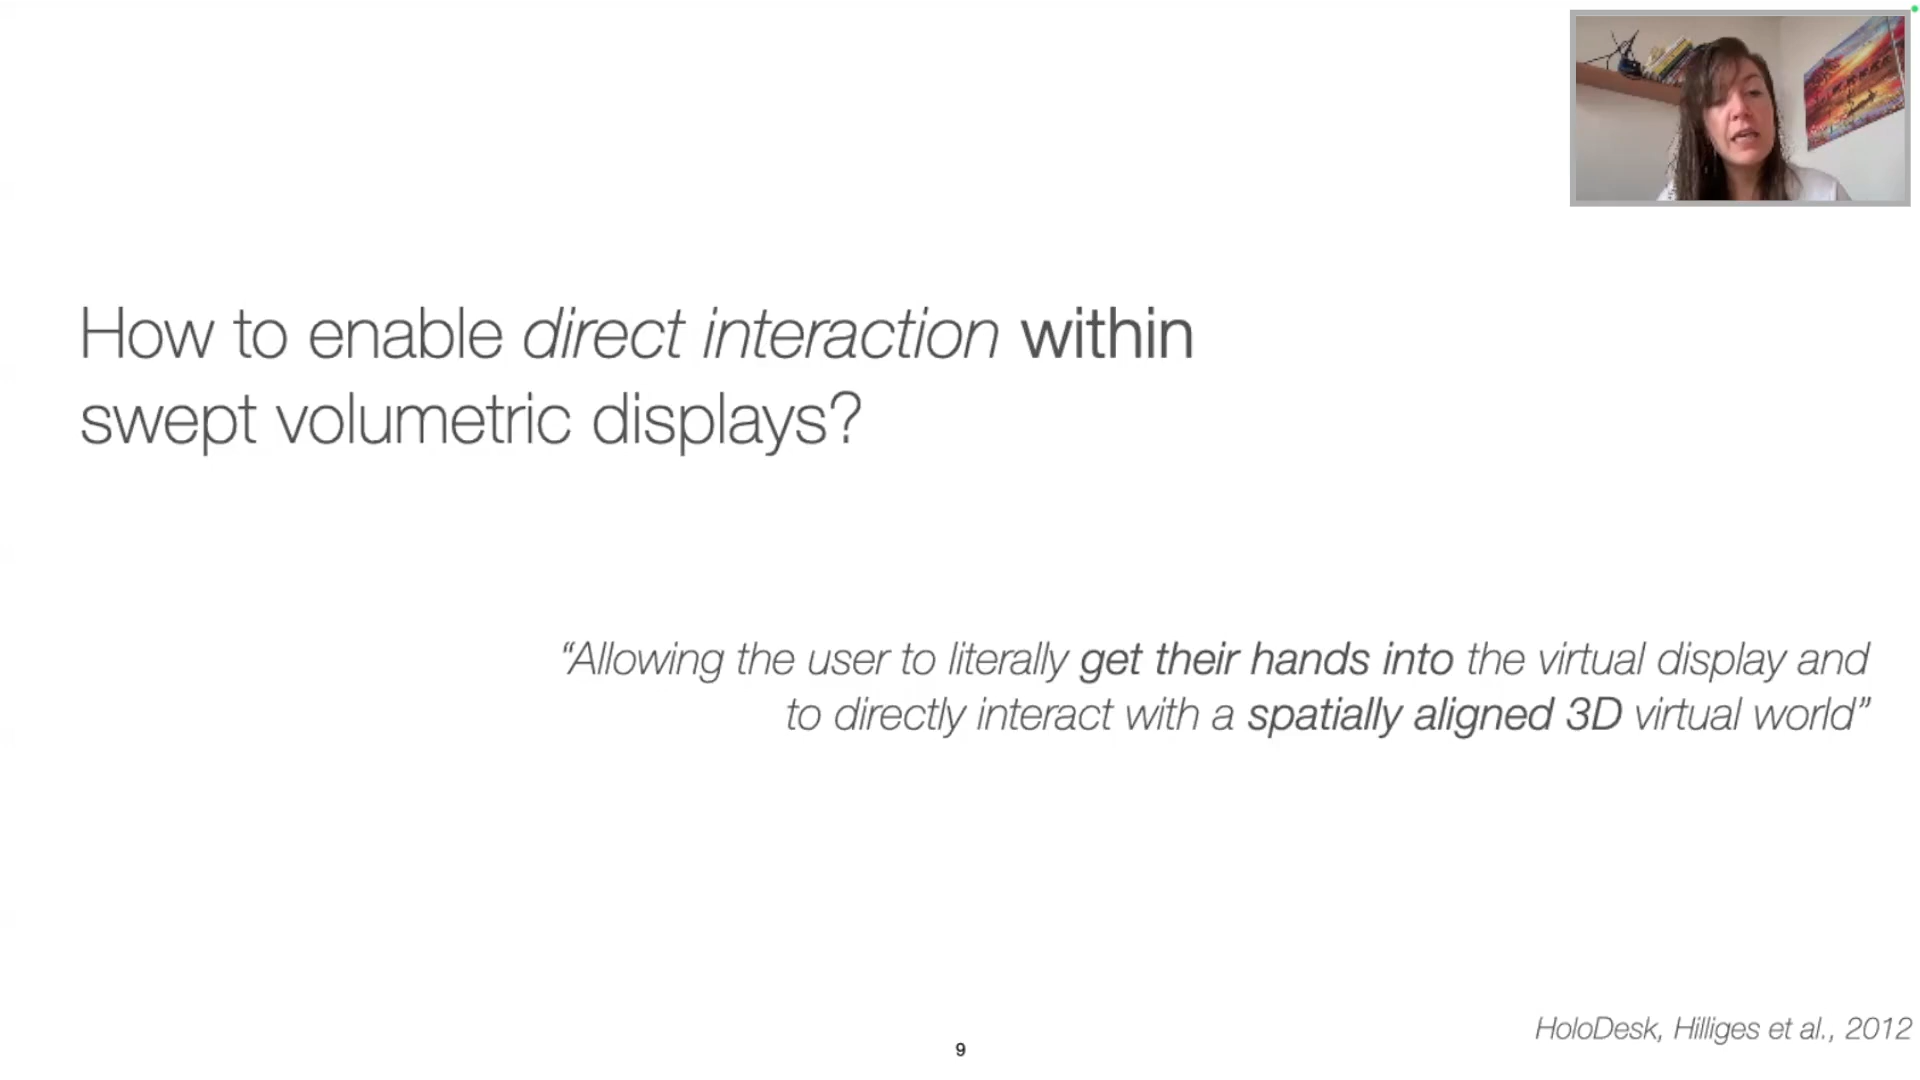 How to enable direct interaction within
swept volumetric displays?
“Allowing the user to literally get their hands into the virtual display and
to directly interact with a spatially aligned 3D virtual world”
HoloDesk, Hilliges et al., 2012
9